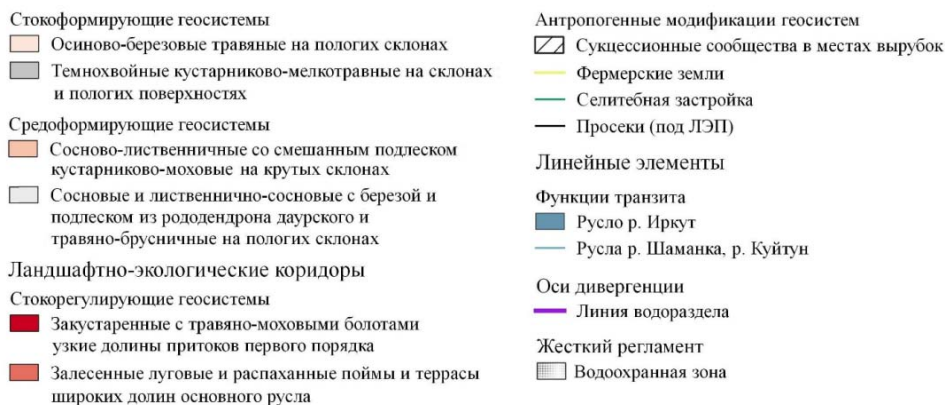 Стокоформирующие геосистемы
Осиново-березовые травяные на пологих склонах
Темнохвойные кустарниково-мелкотравные на склонах
и пологих поверхностях
Средоформирующие геосистемы
Сосново-лиственничные со смешанным подлеском
кустарниково-моховые на крутых склонах
Сосновые и лиственнично-сосновые с березой и
подлеском из рододендрона даурского и
травяно-брусничные на пологих склонах
Ландшафтно-экологические коридоры
Стокорегулирующие геосистемы
Закустаренные с травяно-моховыми болотами
узкие долины притоков первого порядка
Залесенные луговые и распаханные поймы и террасы
широких долин основного русла
Антропогенные модификации геосистем
Сукцессионные сообщества в местах вырубок
Фермерские земли
Селитебная застройка
Просеки (под ЛЭП)
Линейные элементы
Функции транзита
Русло р. Иркут
Русла р. Шаманка, р. Куйтун
Оси дивергенции
Линия водораздела
Жесткий регламент
Водоохранная зона